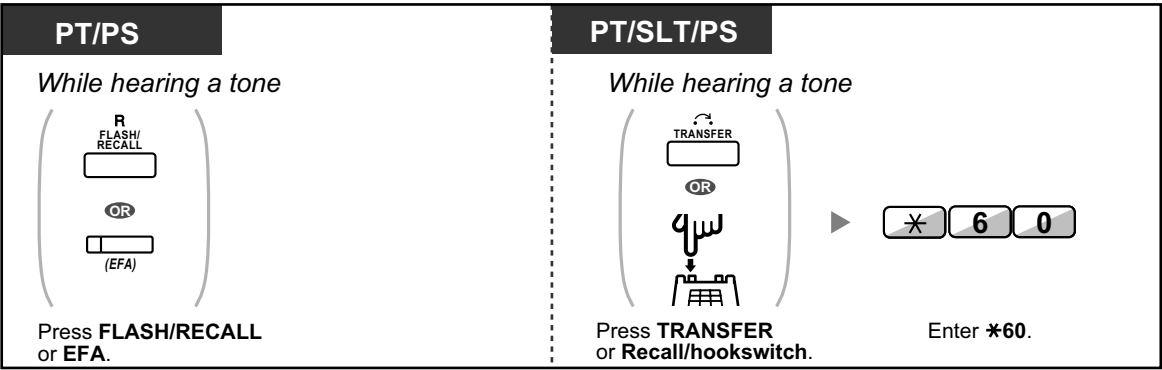 PT/PS
While hearing a tone
R
FLASH/
RECALL
OR
(EFA)
Press FLASH/RECALL
or EFA.
PT/SLT/PS
While hearing a tone
TRANSFER
OR
Press TRANSFER
or Recall/hookswitch.
* 6 0
Enter *60.